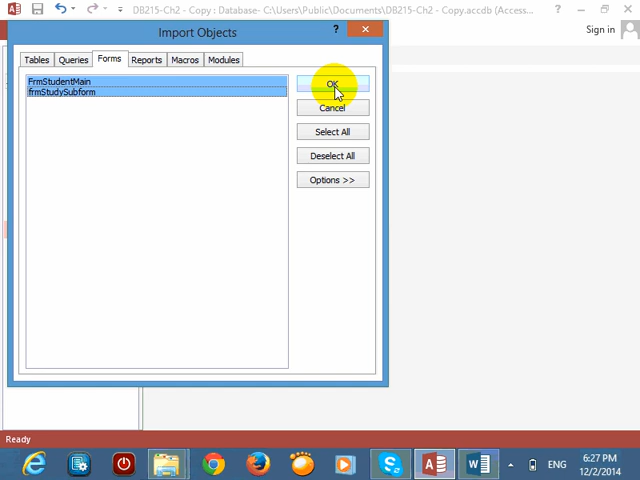 DB215-Ch2 - Copy : Database- C:\Users\Public\Documents\DB215-Ch2 - Copy.accdb (Access...
?
Import Objects
?
Sign in
Tables
Queries
Forms
Reports
Macros
Modules
FrmStudentMain
frmStudySubform
OK
Cancel
Select All
Deselect All
Options >>
Ready
ENG
6:27 PM
12/2/2014